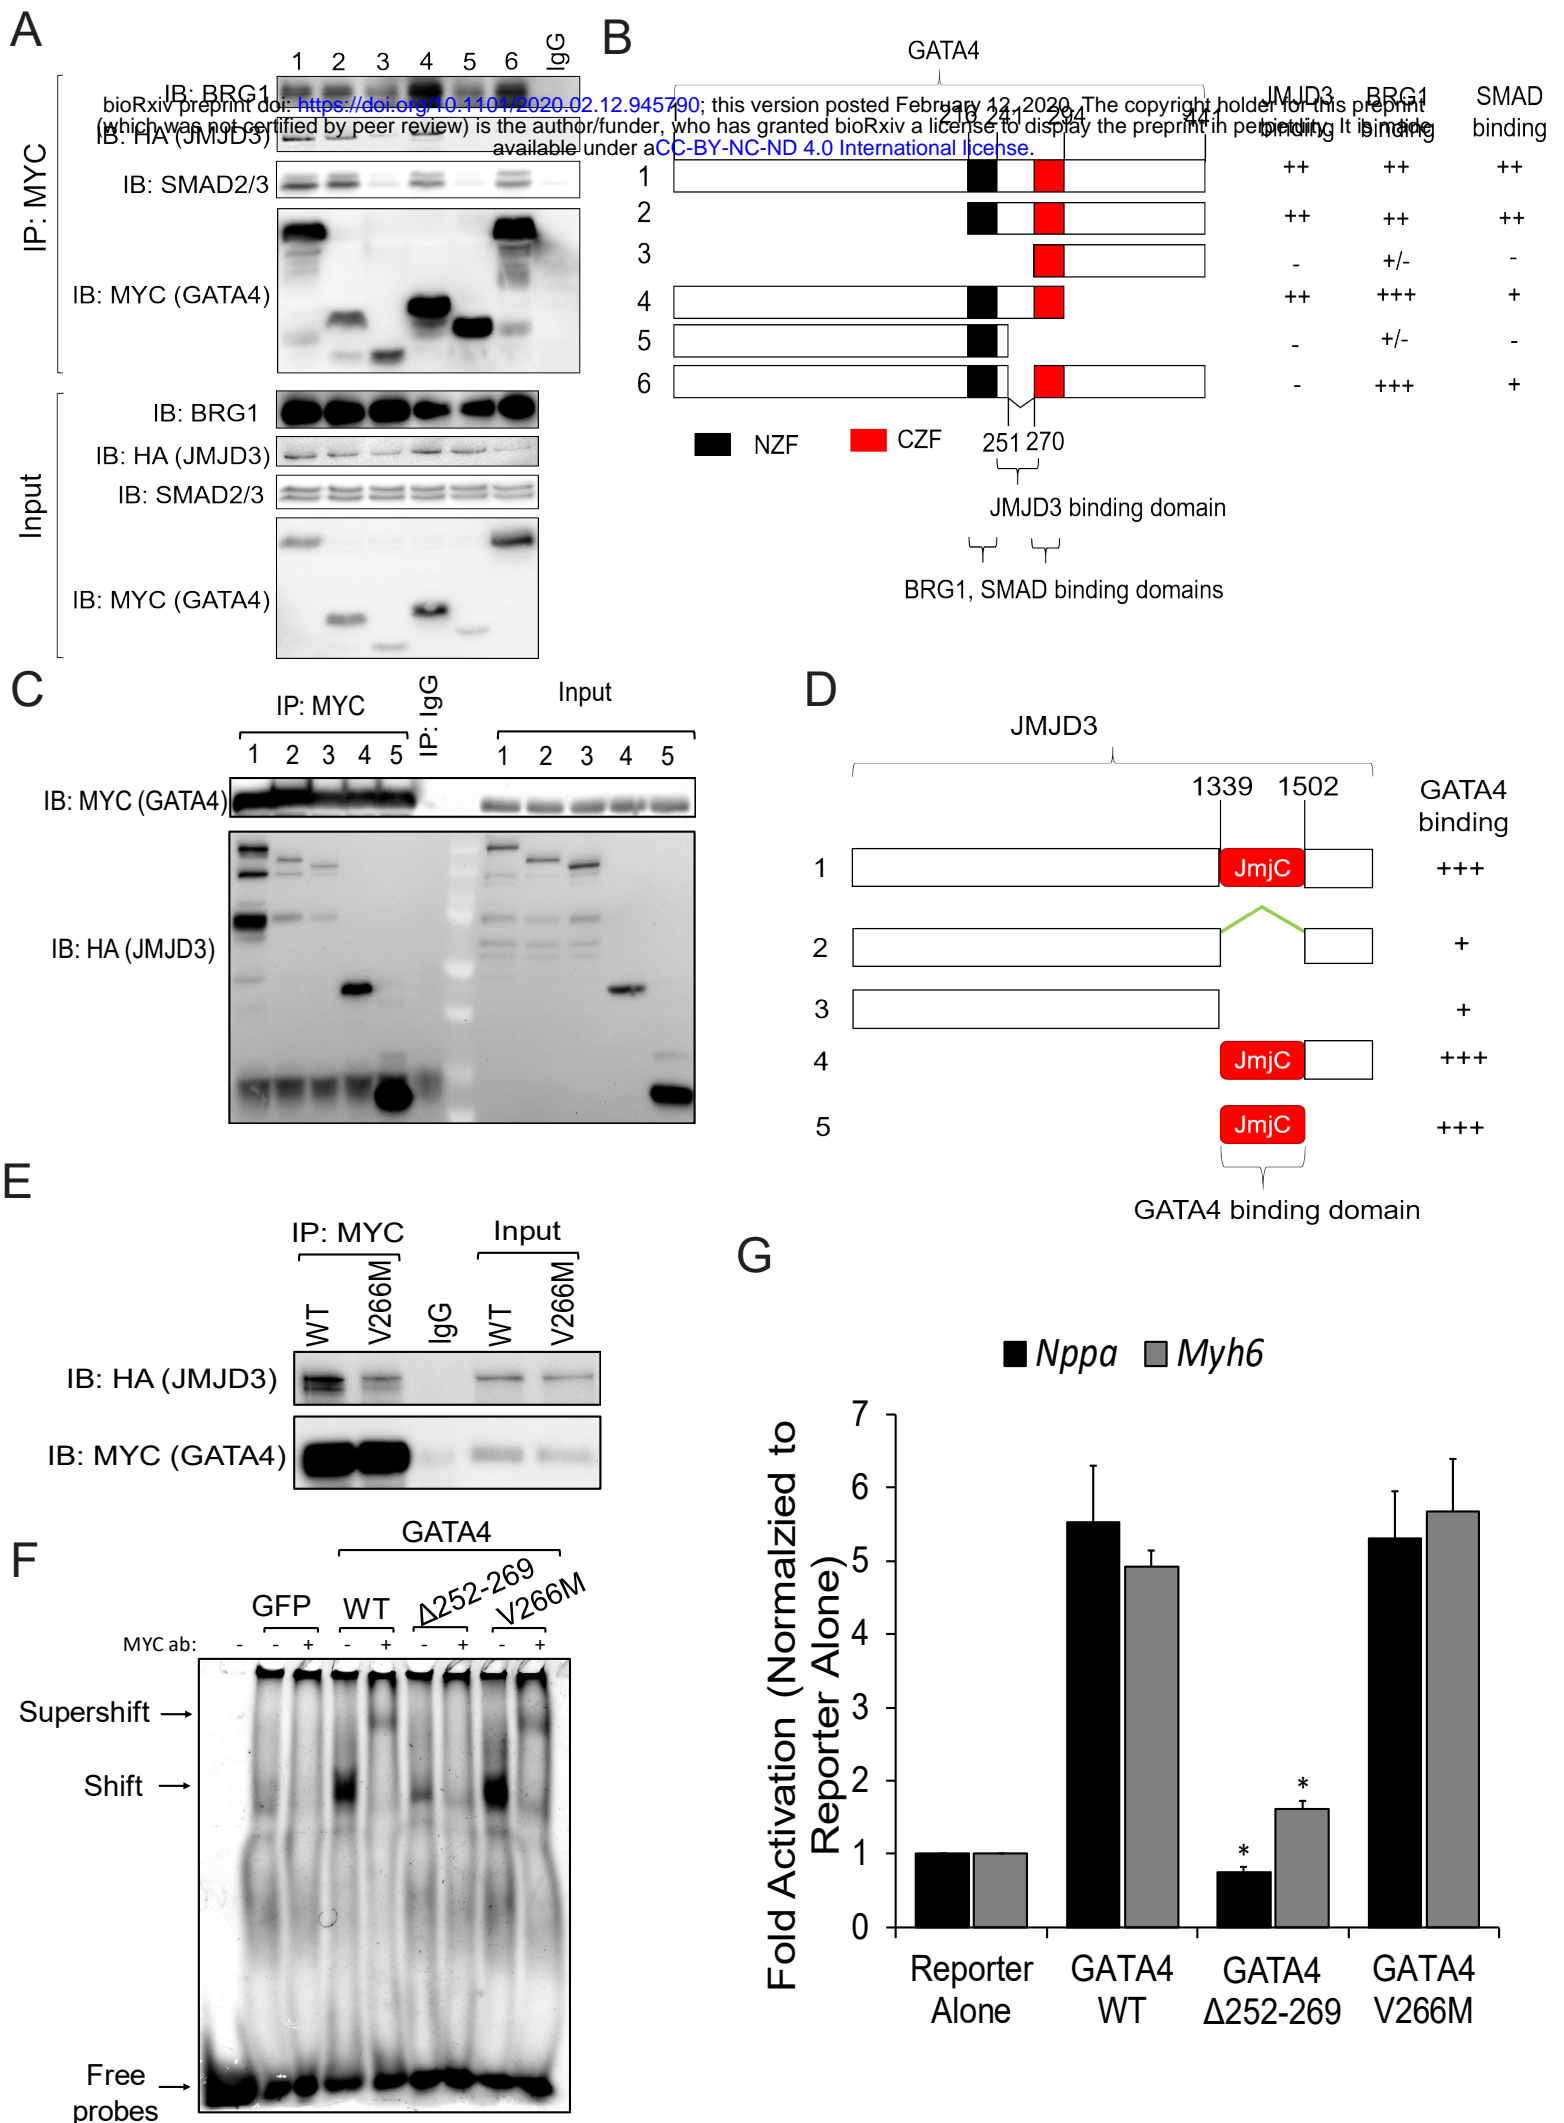 A
1 2 3 4 5 6 IgG
IP: MYC
IB: BRG1
IB: HA (JMJD3)
IB: SMAD2/3
IB: MYC (GATA4)
Input
IB: BRG1
IB: HA (JMJD3)
IB: SMAD2/3
IB: MYC (GATA4)
bioRxiv preprint doi: https://doi.org/10.1101/2020.02.12.945790; this version posted February 12, 2020. The copyright holder for this preprint
(which was not certified by peer review) is the author/funder, who has granted bioRxiv a license to display the preprint in perpetuity. It is made
available under aCC-BY-NC-ND 4.0 International license.
B
GATA4
216 241 294 441
JMJD3 binding
BRG1 binding
SMAD binding
1 ++ ++ ++
2 ++ ++ ++
3 - +/- -
4 ++ +++ +
5 - +/- -
6 - +++ +
NZF CZF
251 270
JMJD3 binding domain
BRG1, SMAD binding domains
C
IP: MYC IP: IgG Input
1 2 3 4 5 1 2 3 4 5
IB: MYC (GATA4)
IB: HA (JMJD3)
D
JMJD3
1339 1502
GATA4
binding
1 JmjC +++
2 +
3 +
4 JmjC +++
5 JmjC +++
GATA4 binding domain
E
IP: MYC Input
WT V266M IgG WT V266M
IB: HA (JMJD3)
IB: MYC (GATA4)
F
GATA4
GFP WT Δ252-269 V266M
MYC ab: - - + - + - + - +
Supershift
Shift
Free
probes
G
Nppa Myh6
Fold Activation (Normalzied to
Reporter Alone)
7
6
5
4
3
2
1
0
* *
Reporter
Alone
GATA4
WT
GATA4
Δ252-269
GATA4
V266M